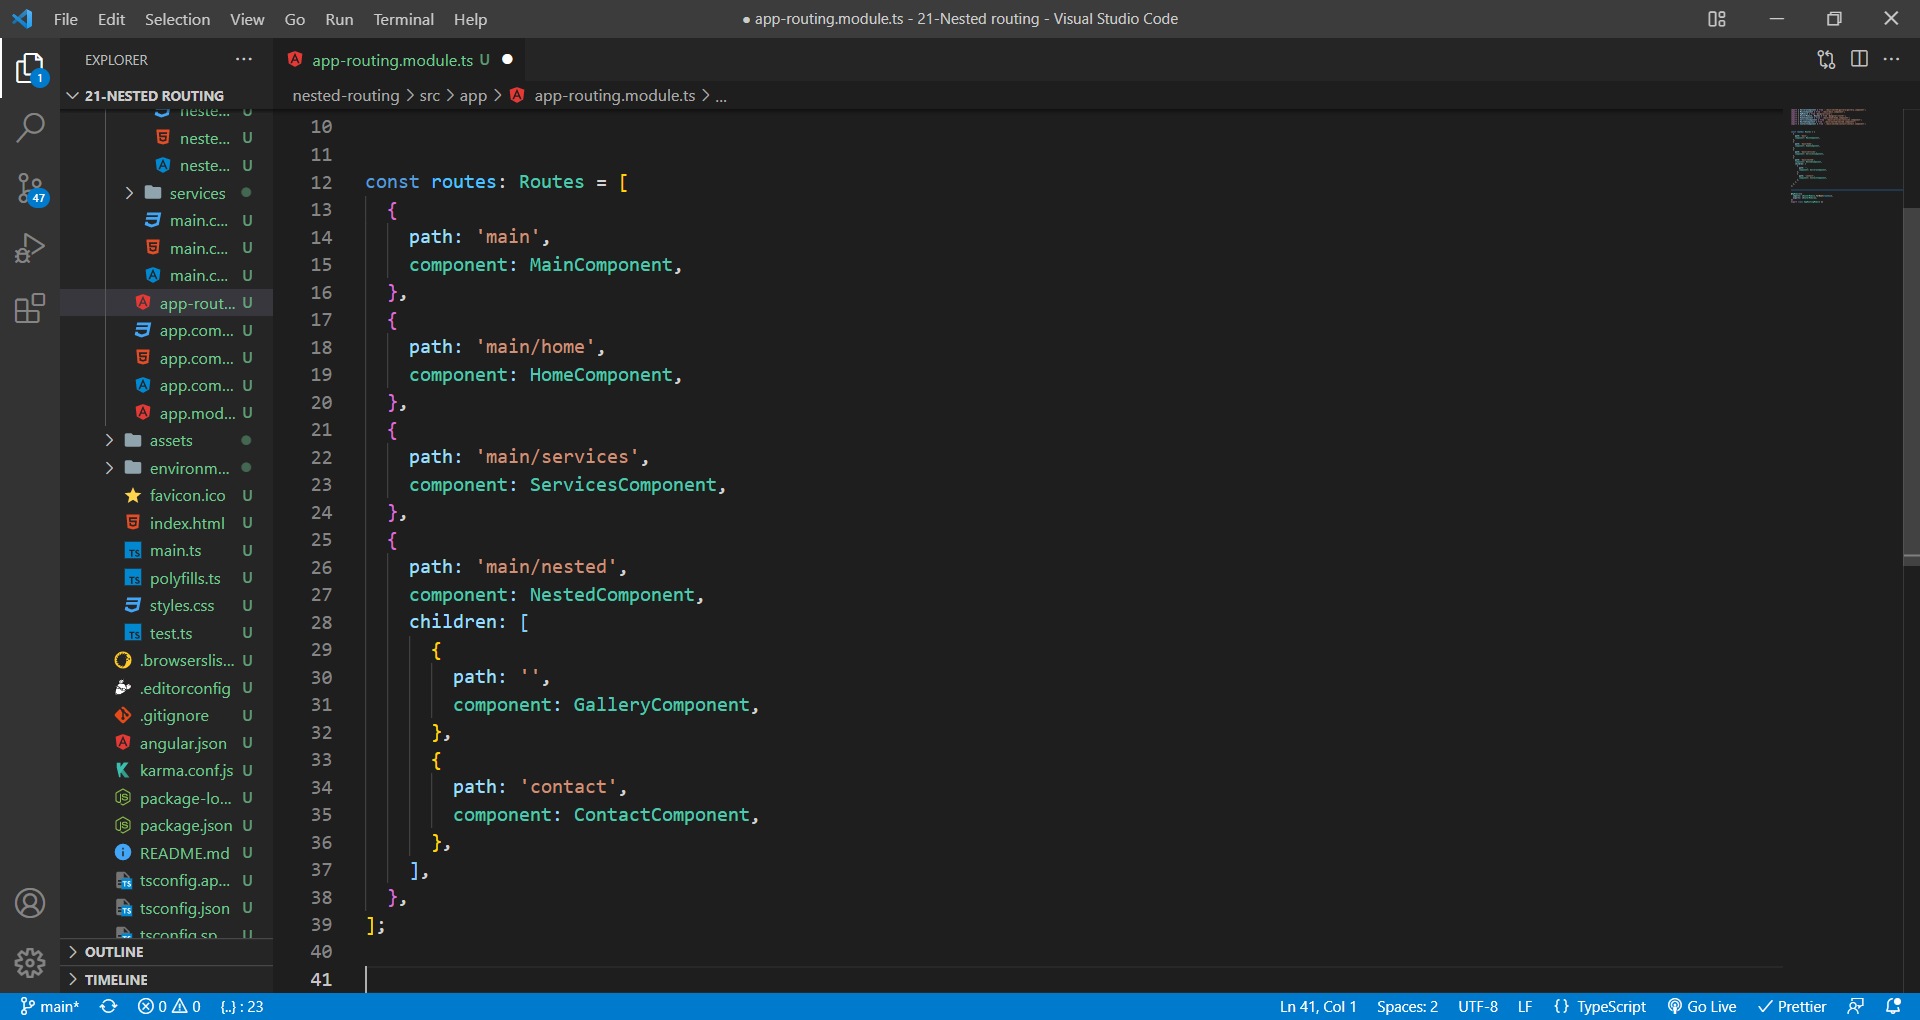 File Edit Selection View Go Run Terminal Help
● app-routing.module.ts - 21-Nested routing - Visual Studio Code
EXPLORER ...
app-routing.module.ts U
1
21-NESTED ROUTING
nested-routing > src > app > app-routing.module.ts > ...
neste... U
neste... U
neste... U
services
main.c... U
main.c... U
main.c... U
app-rout... U
app.com... U
app.com... U
app.com... U
app.mod... U
assets
environm...
favicon.ico U
index.html U
main.ts U
polyfills.ts U
styles.css U
test.ts U
.browserslis... U
.editorconfig U
.gitignore U
angular.json U
karma.conf.js U
package-lo... U
package.json U
README.md U
tsconfig.ap... U
tsconfig.json U
tsconfig.sp... U
OUTLINE
TIMELINE
47
10
11
12 const routes: Routes = [
13 {
14 path: 'main',
15 component: MainComponent,
16 },
17 {
18 path: 'main/home',
19 component: HomeComponent,
20 },
21 {
22 path: 'main/services',
23 component: ServicesComponent,
24 },
25 {
26 path: 'main/nested',
27 component: NestedComponent,
28 children: [
29 {
30 path: '',
31 component: GalleryComponent,
32 },
33 {
34 path: 'contact',
35 component: ContactComponent,
36 },
37 ],
38 },
39 ];
40
41
main* 0 0 {..} : 23
Ln 41, Col 1 Spaces: 2 UTF-8 LF {} TypeScript Go Live Prettier